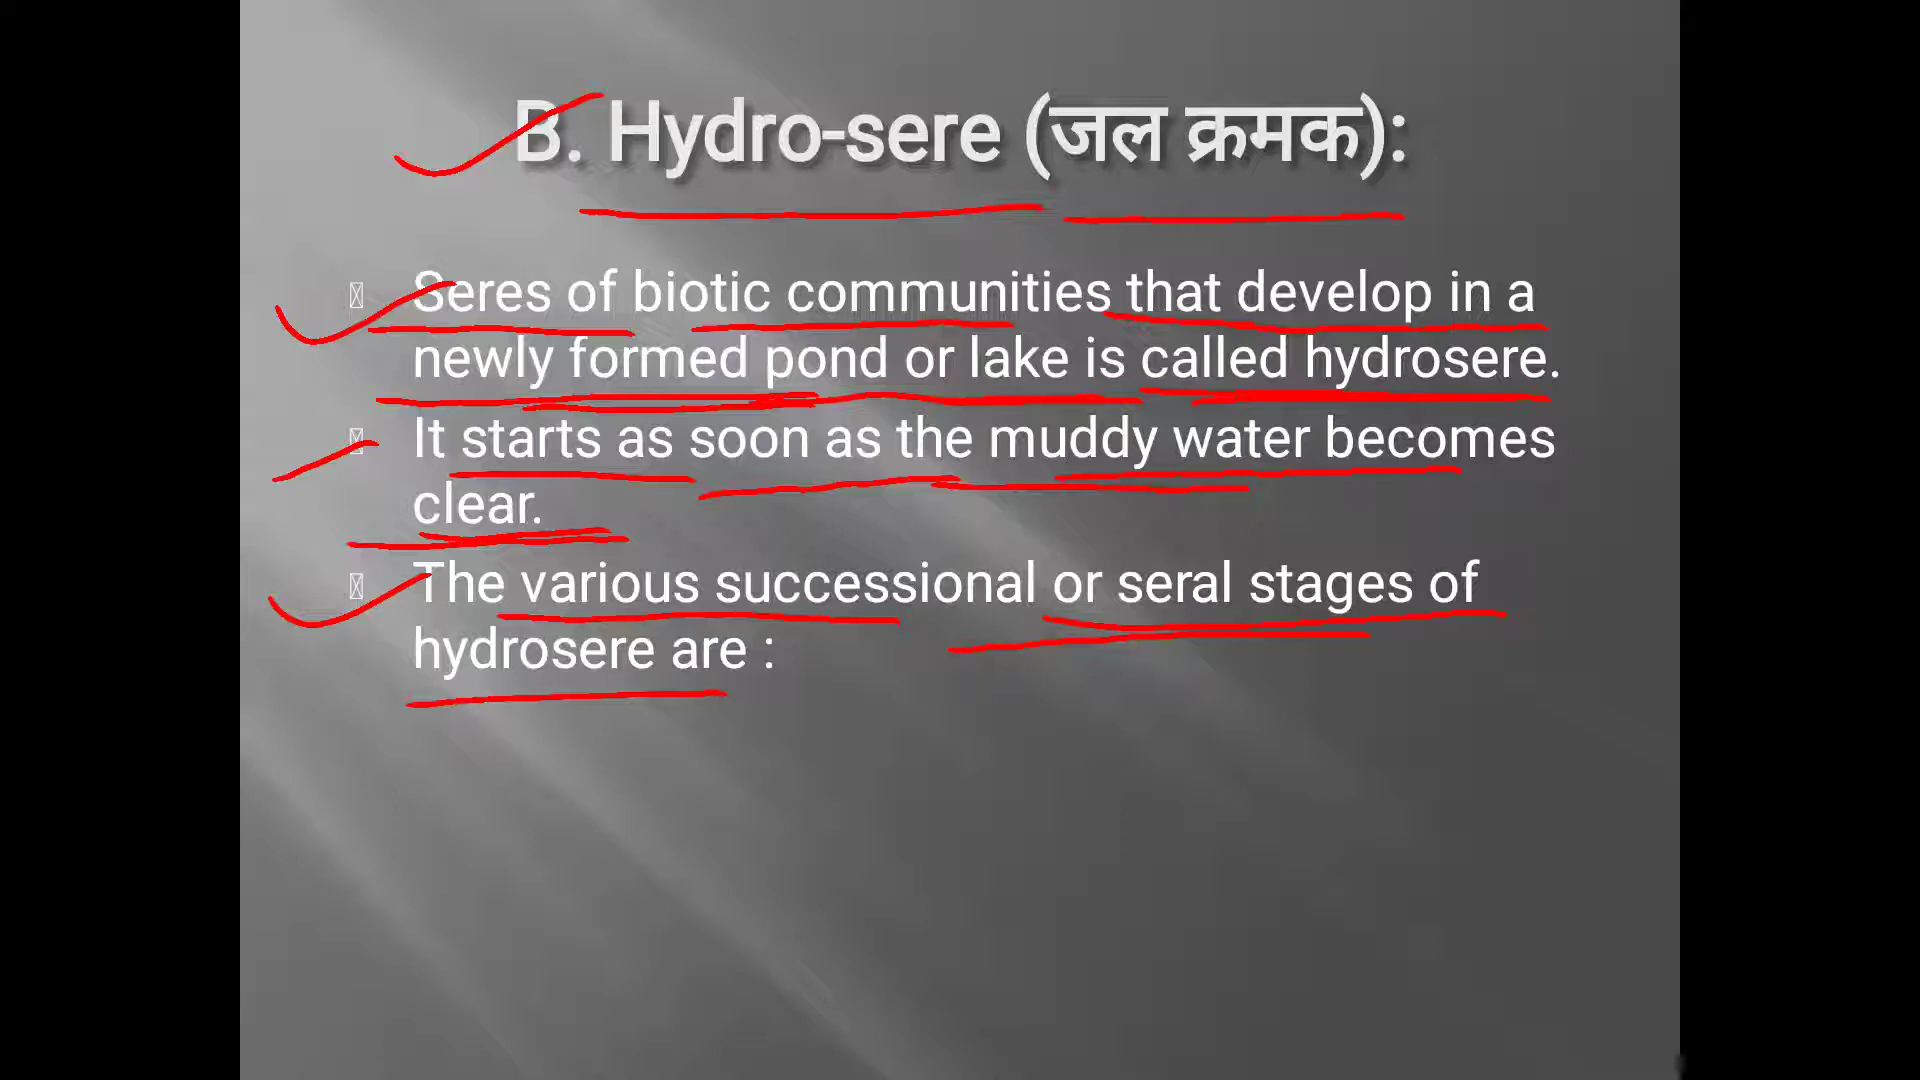 B. Hydro-sere (जल क्रमक):
Seres of biotic communities that develop in a
newly formed pond or lake is called hydrosere.
It starts as soon as the muddy water becomes
clear.
The various successional or seral stages of
hydrosere are :